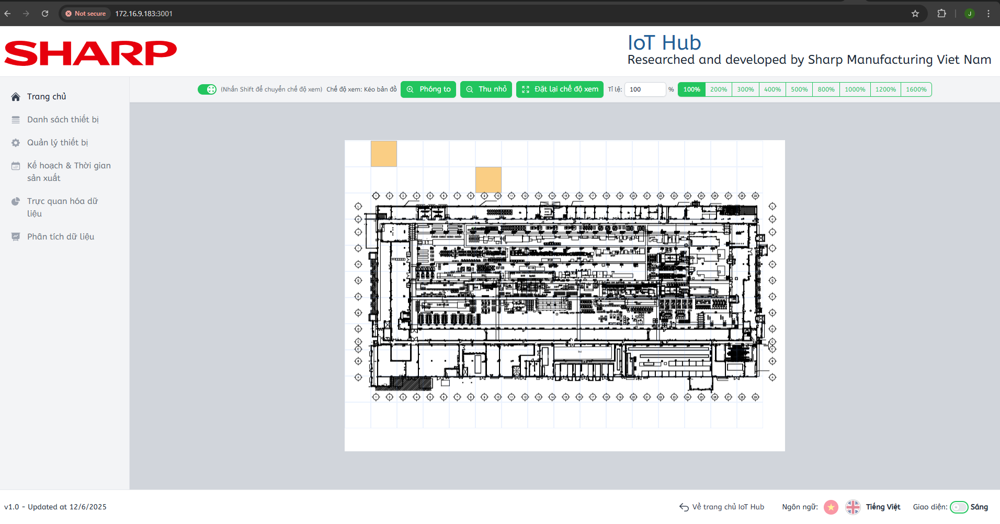 Not secure 172.16.9.183:3001
J
SHARP
IoT Hub
Researched and developed by Sharp Manufacturing Viet Nam
(Nhấn Shift để chuyển chế độ xem) Chế độ xem: Kéo bản đồ Phóng to Thu nhỏ Đặt lại chế độ xem Tỉ lệ: 100 % 100% 200% 300% 400% 500% 800% 1000% 1200% 1600%
Trang chủ
Danh sách thiết bị
Quản lý thiết bị
Kế hoạch & Thời gian
sản xuất
Trực quan hóa dữ
liệu
Phân tích dữ liệu
v1.0 - Updated at 12/6/2025
Về trang chủ IoT Hub Ngôn ngữ: Tiếng Việt Giao diện: Sáng